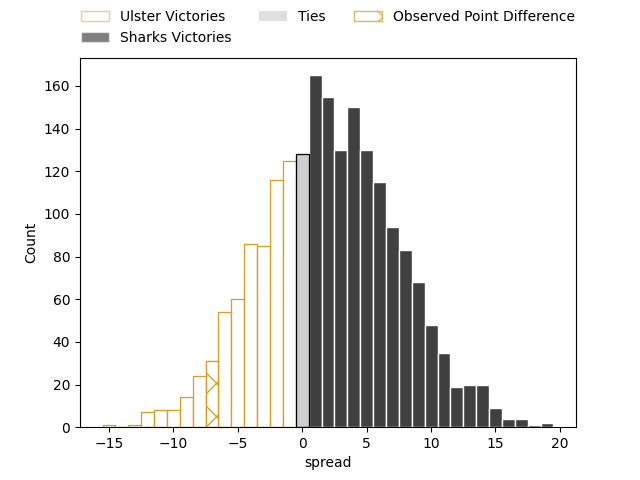 Ulster Victories
Ties
Observed Point Difference
Sharks Victories
160
140
120
100
80
60
40
20
0
Count
−15
−10
−5
0
5
10
15
20
spread